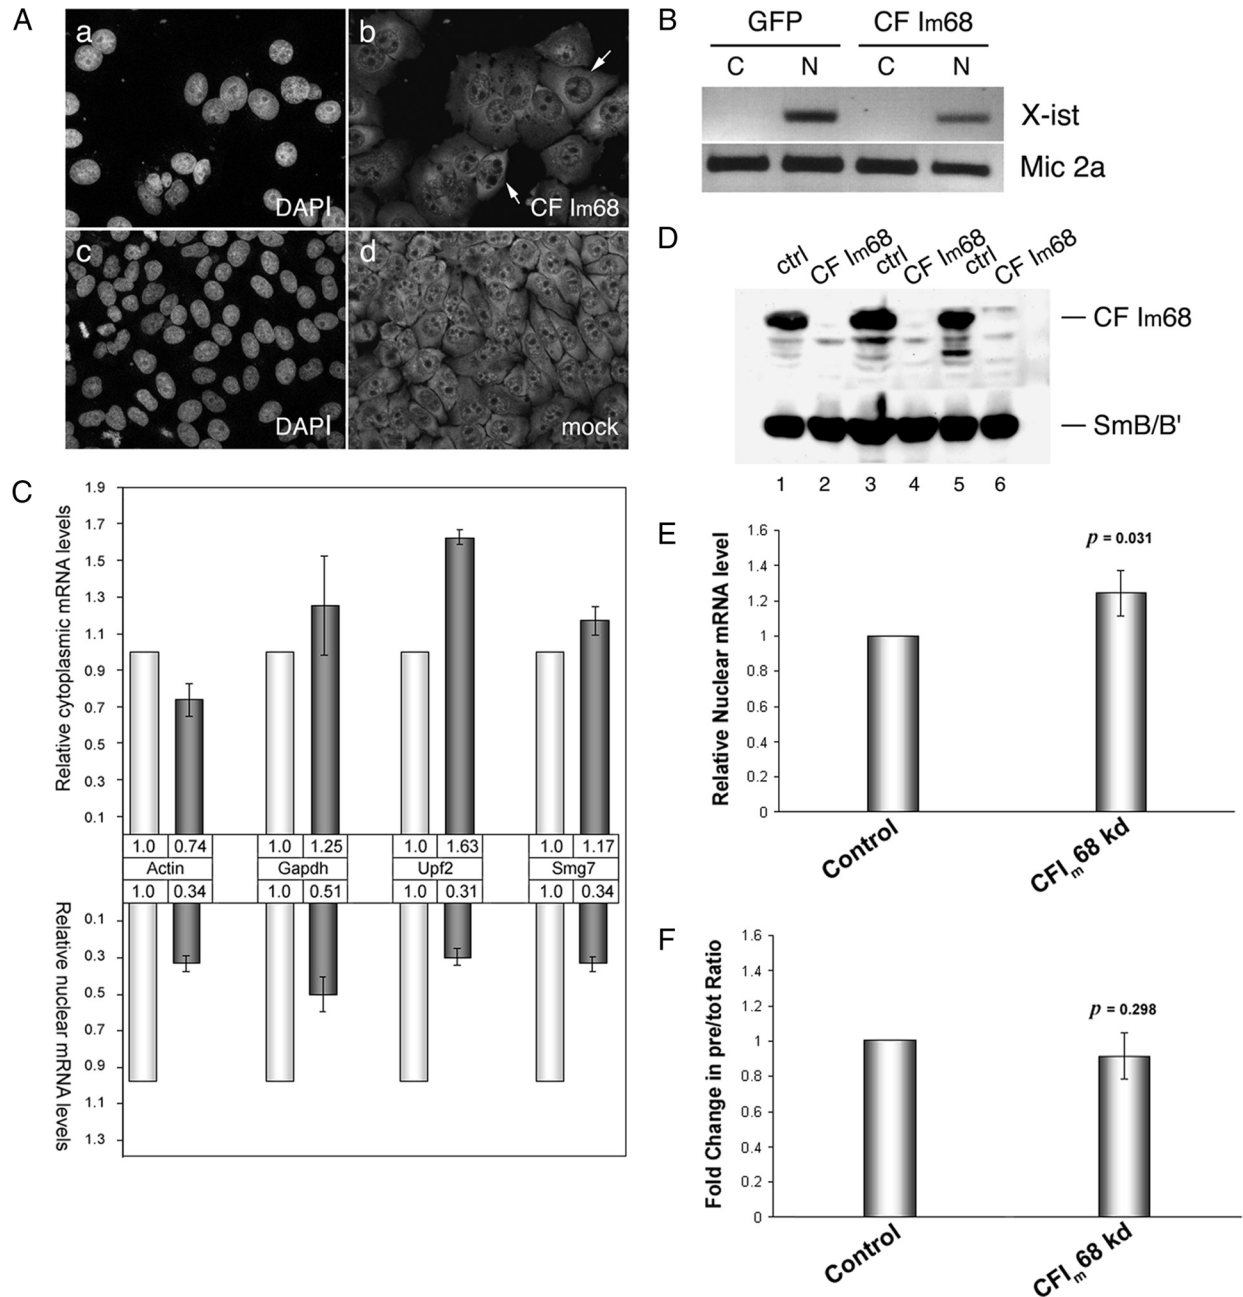 A
a
DAPI
b
CF Im68
c
DAPI
d
mock
B
GFP CF Im68
C N C N
X-ist
Mic 2a
D
ctrl CF Im68 ctrl CF Im68 ctrl CF Im68
CF Im68
SmB/B'
1 2 3 4 5 6
C
Relative cytoplasmic mRNA levels
1.9
1.7
1.5
1.3
1.1
0.9
0.7
0.5
0.3
0.1
1.0 0.74 1.0 1.25 1.0 1.63 1.0 1.17
Actin Gapdh Upf2 Smg7
1.0 0.34 1.0 0.51 1.0 0.31 1.0 0.34
Relative nuclear mRNA levels
0.1
0.3
0.5
0.7
0.9
1.1
1.3
E
Relative Nuclear mRNA level
1.6
1.4
1.2
1
0.8
0.6
0.4
0.2
0
p = 0.031
Control
CFIm68 kd
F
Fold Change in pre/tot Ratio
1.6
1.4
1.2
1
0.8
0.6
0.4
0.2
0
p = 0.298
Control
CFIm68 kd